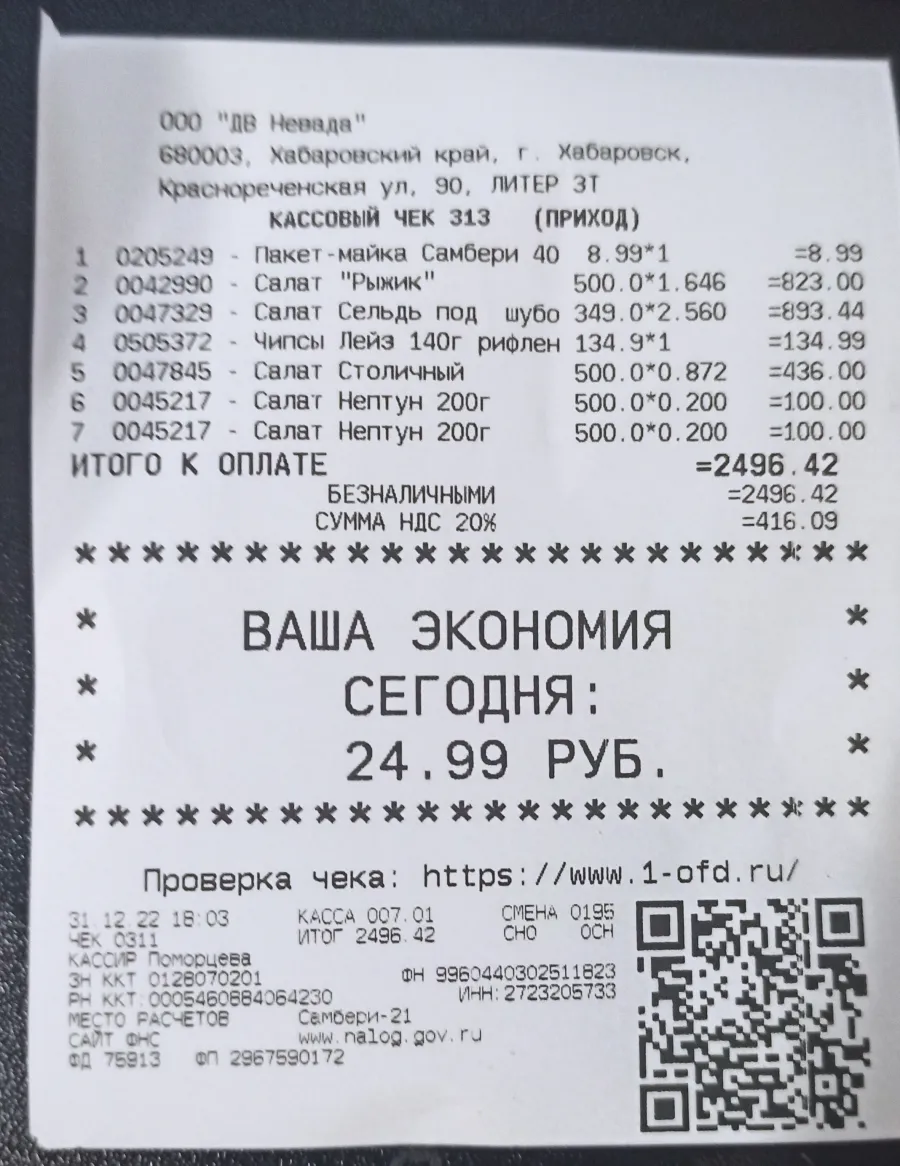 ООО "ДВ Невада"
680003, Хабаровский край, г. Хабаровск,
Краснореченская ул, 90, ЛИТЕР 3Т
КАССОВЫЙ ЧЕК 313 (ПРИХОД)
1 0205249 - Пакет-майка Самбери 40 8.99*1 =8.99
2 0042990 - Салат "Рыжик" 500.0*1.646 =823.00
3 0047329 - Салат Сельдь под шубо 349.0*2.560 =893.44
4 0505372 - Чипсы Лейз 140г рифлен 134.9*1 =134.99
5 0047845 - Салат Столичный 500.0*0.872 =436.00
6 0045217 - Салат Нептун 200г 500.0*0.200 =100.00
7 0045217 - Салат Нептун 200г 500.0*0.200 =100.00
ИТОГО К ОПЛАТЕ =2496.42
БЕЗНАЛИЧНЫМИ =2496.42
СУММА НДС 20% =416.09
* * * * * * * * * * * * * * * * * * * * * * *
* ВАША ЭКОНОМИЯ *
* СЕГОДНЯ: *
* 24.99 РУБ. *
* * * * * * * * * * * * * * * * * * * * * * *
Проверка чека: https://www.1-ofd.ru/
31.12.22 18:03 КАССА 007.01 СМЕНА 0195
ЧЕК 0311 ИТОГ 2496.42 СНО ОСН
КАССИР Поморцева
ЗН ККТ 0128070201 ФН 9960440302511823
РН ККТ:0005460884064230 ИНН:2723205733
МЕСТО РАСЧЕТОВ Самбери-21
САЙТ ФНС www.nalog.gov.ru
ФД 75913 ФП 2967590172